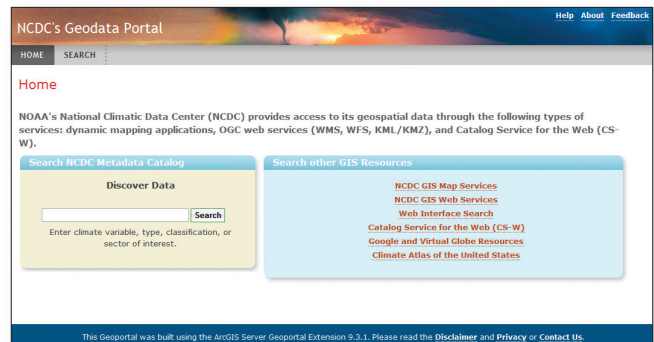 Help About Feedback
NCDC's Geodata Portal
HOME SEARCH
Home
NOAA's National Climatic Data Center (NCDC) provides access to its geospatial data through the following types of
services: dynamic mapping applications, OGC web services (WMS, WFS, KML/KMZ), and Catalog Service for the Web (CS-
W).
Search NCDC Metadata Catalog
Discover Data
Search
Enter climate variable, type, classification, or
sector of interest.
Search other GIS Resources
NCDC GIS Map Services
NCDC GIS Web Services
Web Interface Search
Catalog Service for the Web (CS-W)
Google and Virtual Globe Resources
Climate Atlas of the United States
This Geoportal was built using the ArcGIS Server Geoportal Extension 9.3.1. Please read the Disclaimer and Privacy or Contact Us.